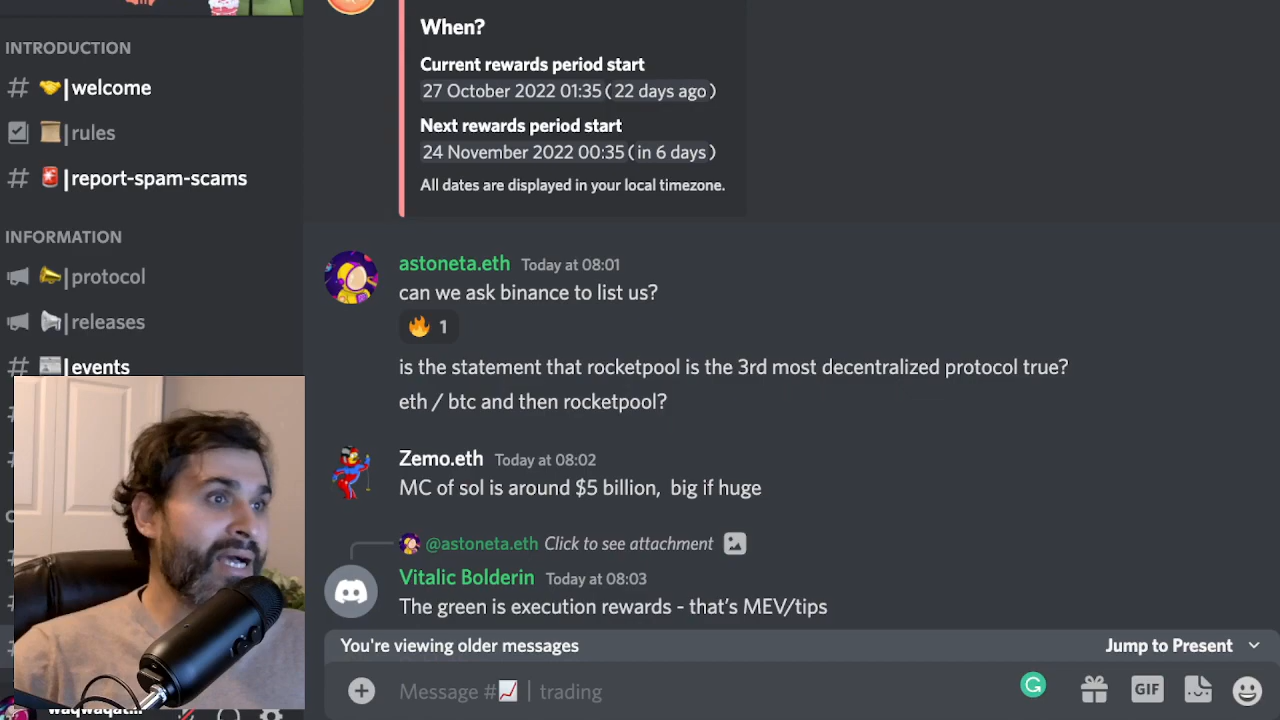 When?
Current rewards period start
27 October 2022 01:35 ( 22 days ago )
Next rewards period start
24 November 2022 00:35 ( in 6 days )
All dates are displayed in your local timezone.
INTRODUCTION
# | welcome
| rules
# | report-spam-scams
INFORMATION
| protocol
| releases
# | events
astoneta.eth Today at 08:01
can we ask binance to list us?
1
is the statement that rocketpool is the 3rd most decentralized protocol true?
eth / btc and then rocketpool?
Zemo.eth Today at 08:02
MC of sol is around $5 billion, big if huge
@astoneta.eth Click to see attachment
Vitalic Bolderin Today at 08:03
The green is execution rewards - that's MEV/tips
You're viewing older messages
Jump to Present
Message # | trading
GIF